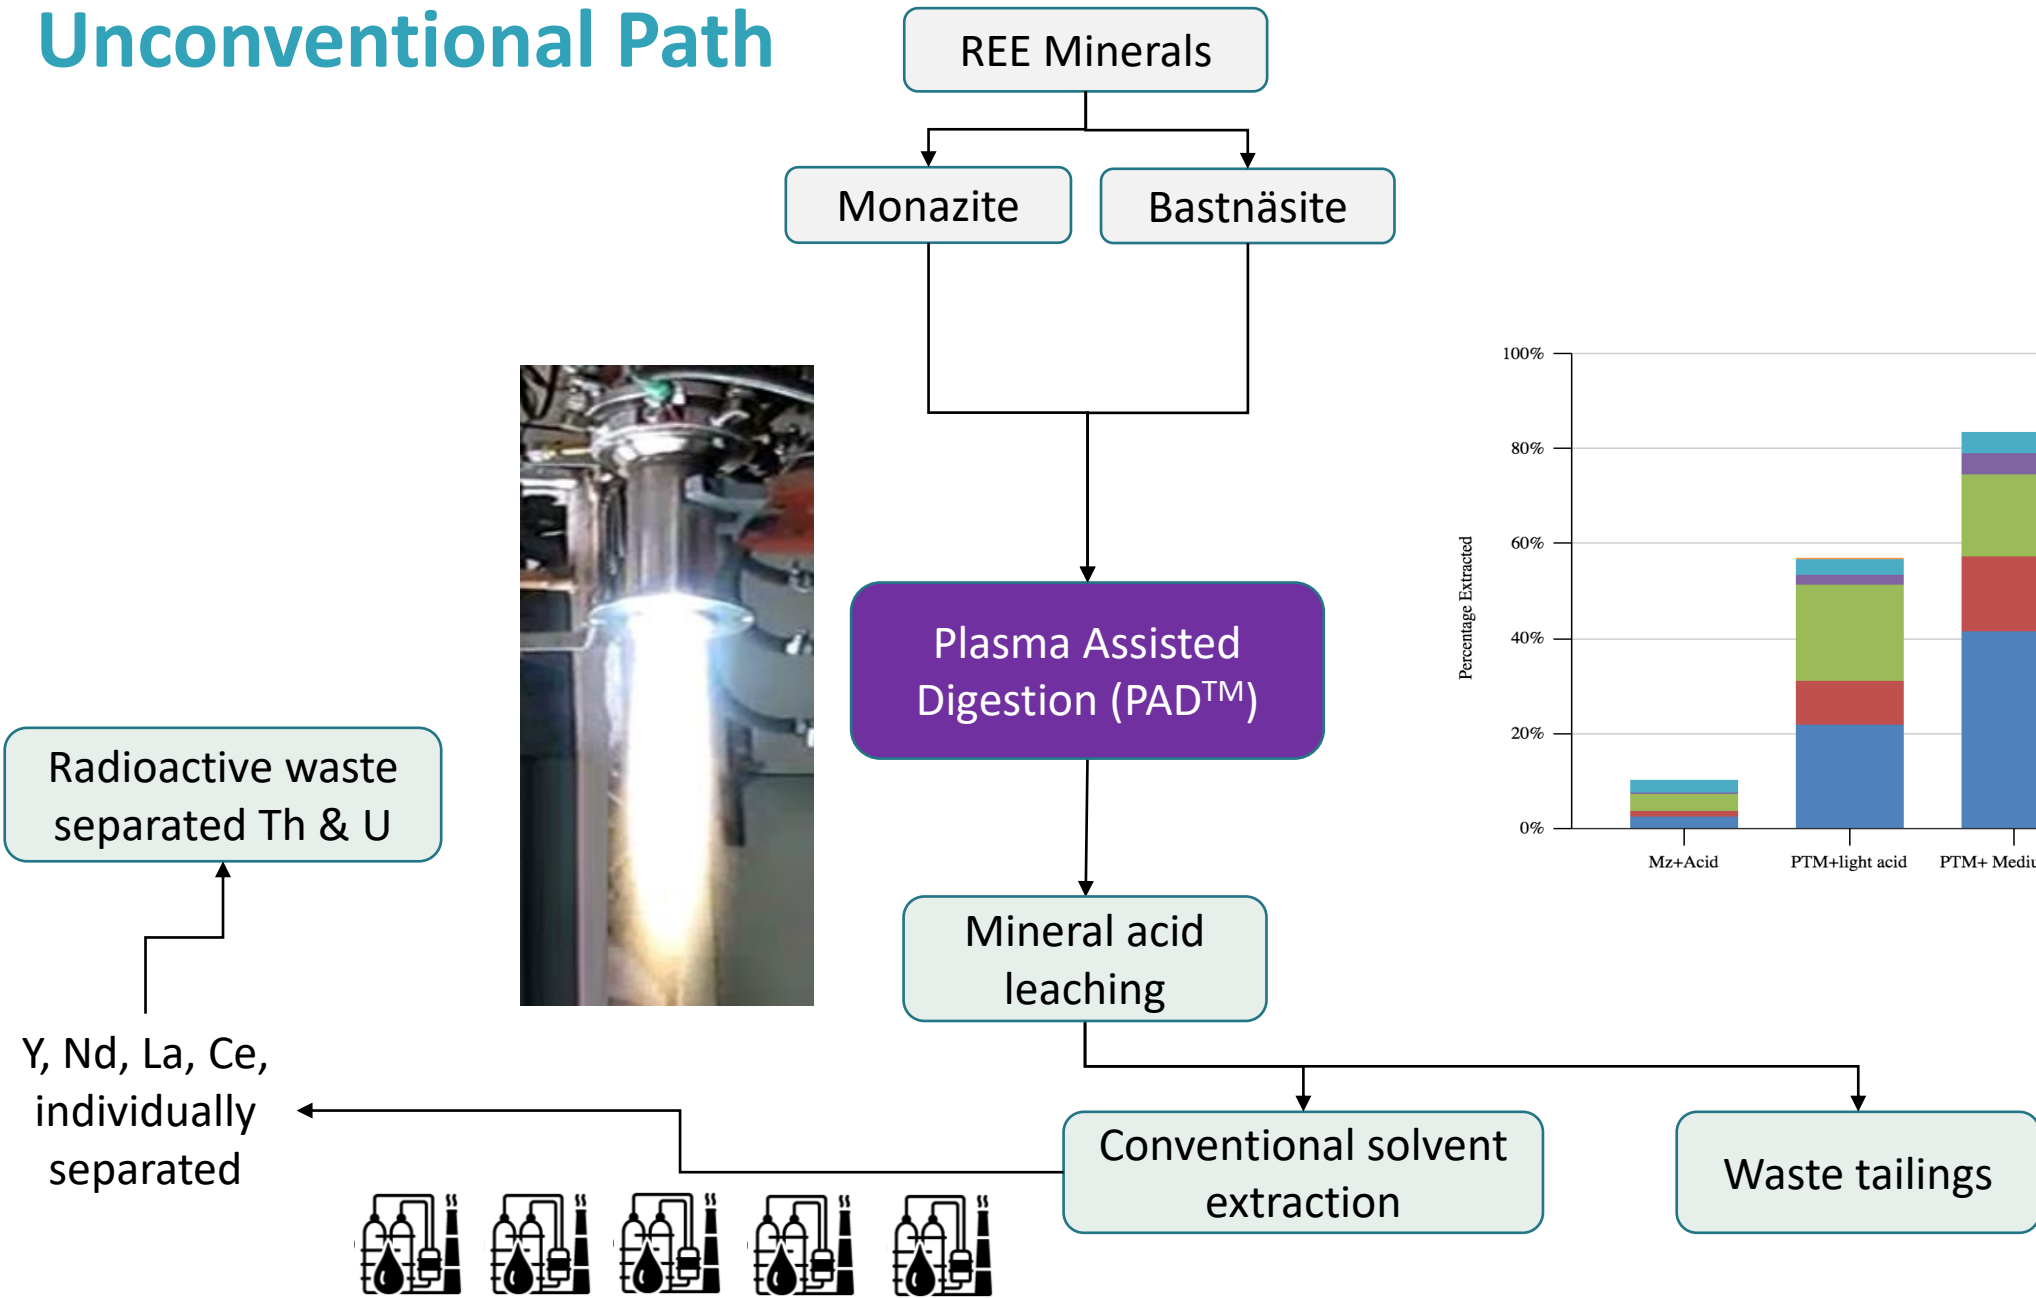 Unconventional Path
REE Minerals
Monazite
Bastnäsite
100%
80%
60%
40%
20%
0%
Percentage Extracted
Mz+Acid
PTM+light acid
PTM+
Plasma Assisted
Digestion (PAD™)
Radioactive waste
separated Th & U
Mineral acid
leaching
Y, Nd, La, Ce,
individually
separated
Conventional solvent
extraction
Waste tailings